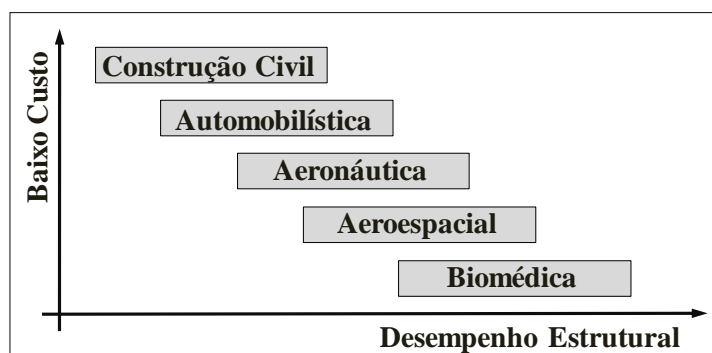 Construção Civil
Automobilística
Aeronáutica
Aeroespacial
Biomédica
Baixo Custo
Desempenho Estrutural